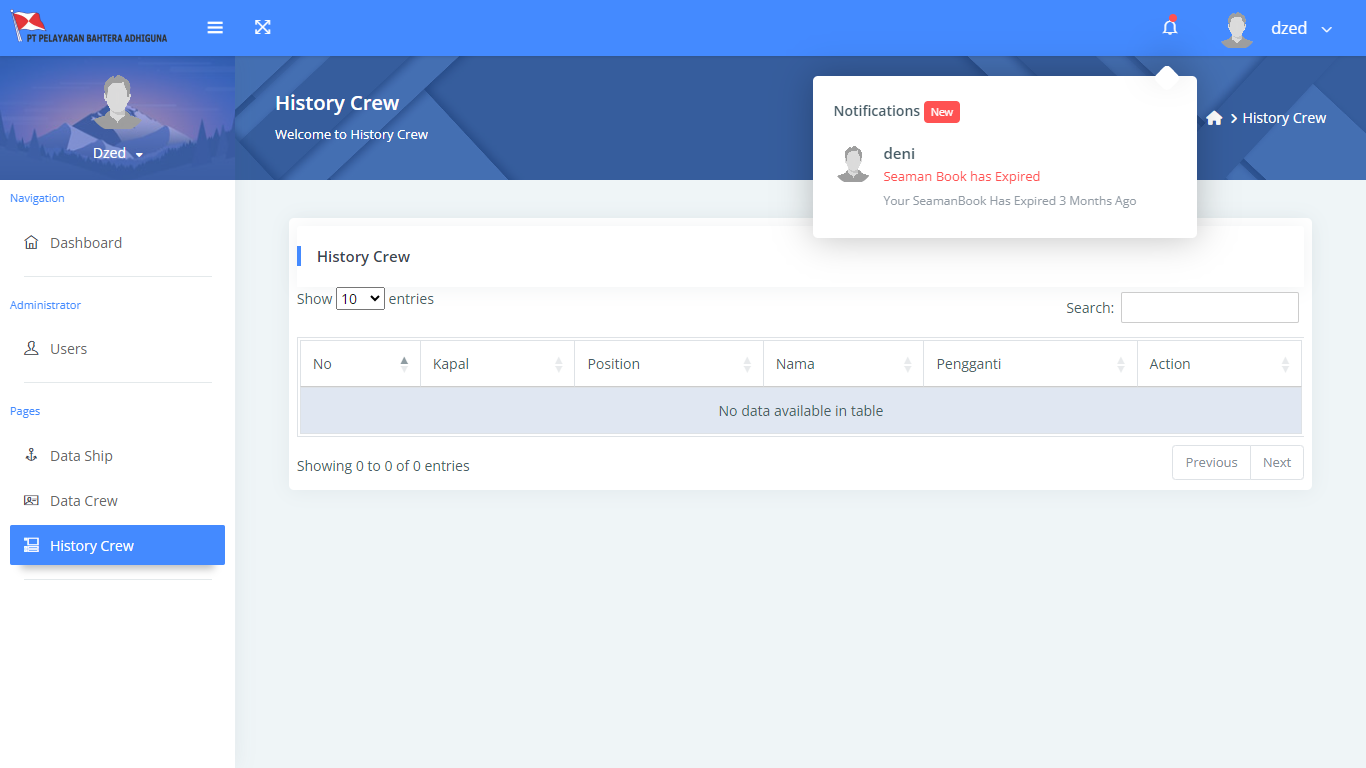 PT PELAYARAN BAHTERA ADHIGUNA
dzed
Dzed
History Crew
Welcome to History Crew
History Crew
Notifications New
deni
Seaman Book has Expired
Your SeamanBook Has Expired 3 Months Ago
Navigation
Dashboard
Administrator
Users
Pages
Data Ship
Data Crew
History Crew
History Crew
Show 10 entries
Search:
No Kapal Position Nama Pengganti Action
No data available in table
Showing 0 to 0 of 0 entries
Previous Next